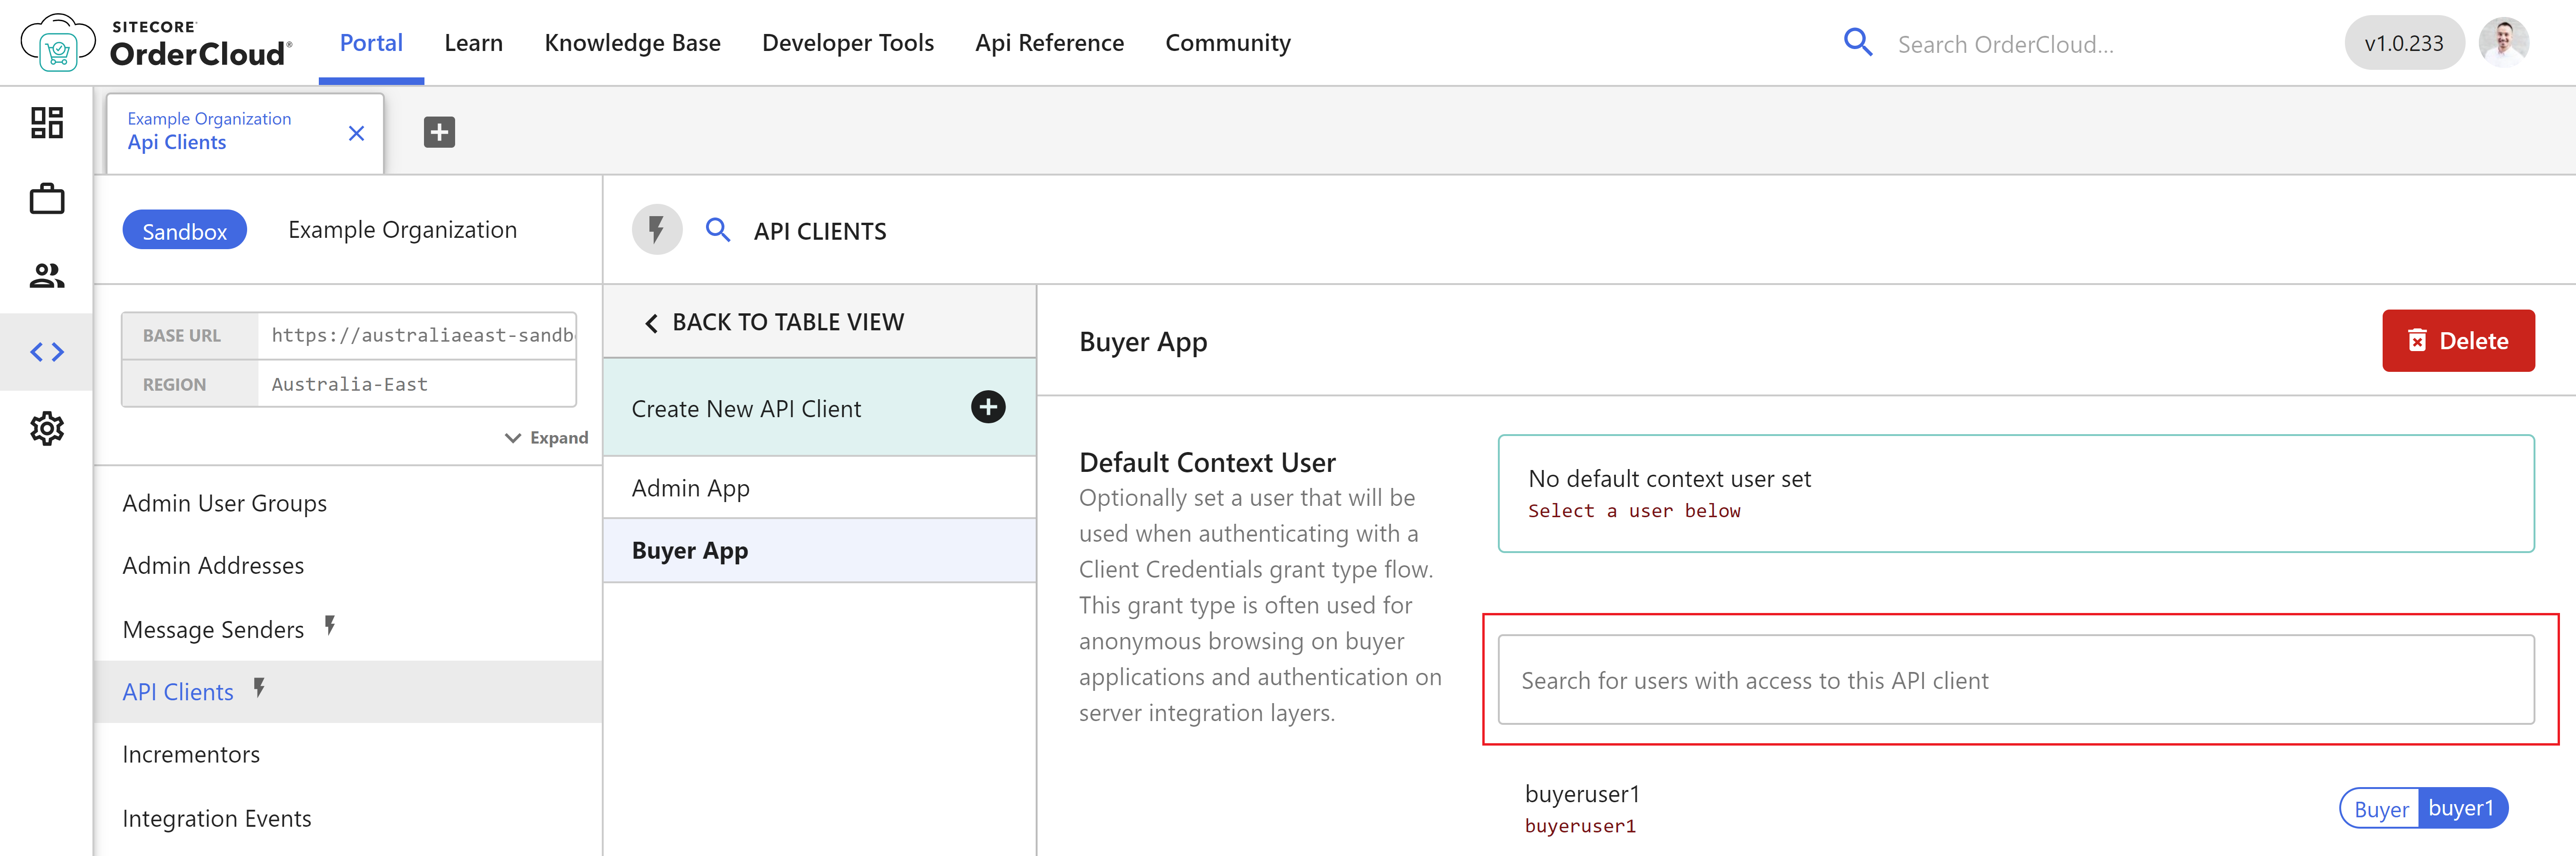 SITECORE
OrderCloud®
Portal
Learn
Knowledge Base
Developer Tools
Api Reference
Community
Search OrderCloud...
v1.0.233
Example Organization
Api Clients
Sandbox
Example Organization
API CLIENTS
BASE URL
https://australiaeast-sandb
REGION
Australia-East
Expand
Admin User Groups
Admin Addresses
Message Senders
API Clients
Incrementors
Integration Events
BACK TO TABLE VIEW
Create New API Client
Admin App
Buyer App
Buyer App
Delete
Default Context User
Optionally set a user that will be
used when authenticating with a
Client Credentials grant type flow.
This grant type is often used for
anonymous browsing on buyer
applications and authentication on
server integration layers.
No default context user set
Select a user below
Search for users with access to this API client
buyeruser1
buyeruser1
Buyer buyer1